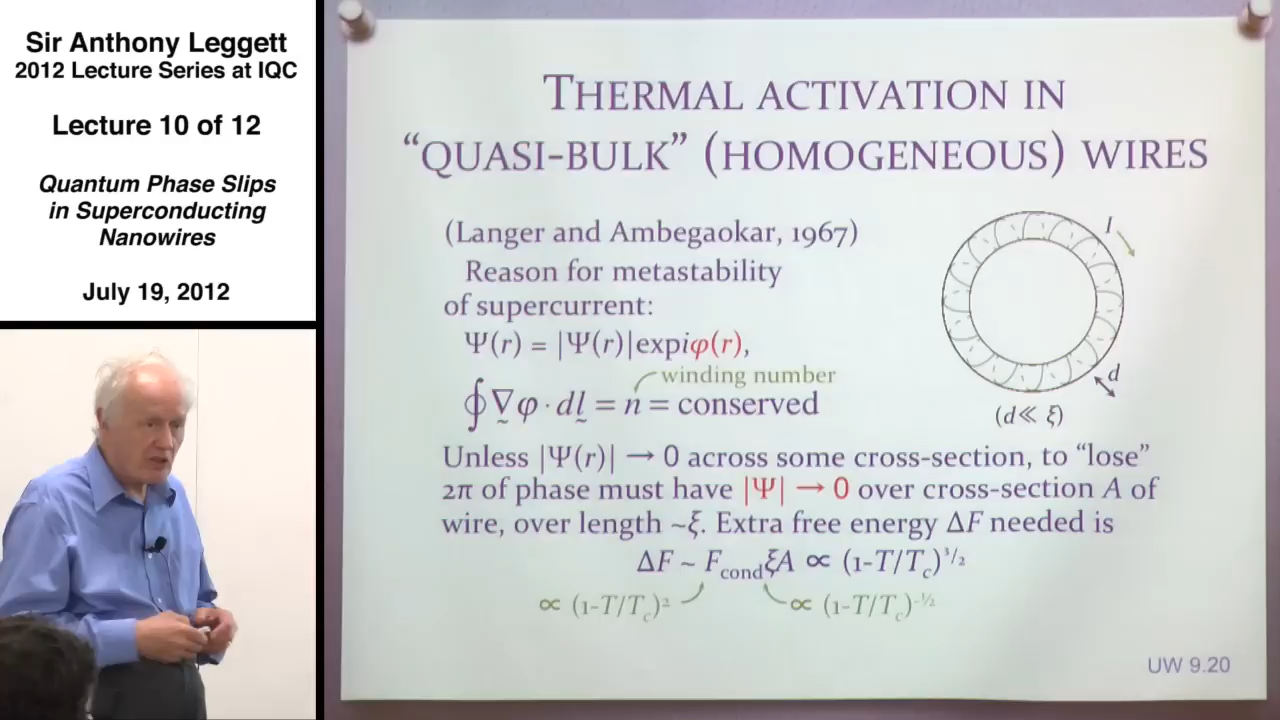 Sir Anthony Leggett
2012 Lecture Series at IQC
Lecture 10 of 12
Quantum Phase Slips
in Superconducting
Nanowires
July 19, 2012
THERMAL ACTIVATION IN
“QUASI-BULK” (HOMOGENEOUS) WIRES
(Langer and Ambegaokar, 1967)
Reason for metastability
of supercurrent:
Ψ(r) = |Ψ(r)|expiφ(r),
winding number
∮∇φ · dl = n = conserved
I
d
(d≪ ξ)
Unless |Ψ(r)| → 0 across some cross-section, to “lose”
2π of phase must have |Ψ| → 0 over cross-section A of
wire, over length ~ξ. Extra free energy ΔF needed is
ΔF ~ F_cond ξA ∝ (1-T/T_c)^3/2
∝ (1-T/T_c)^2
∝ (1-T/T_c)^-1/2
UW 9.20